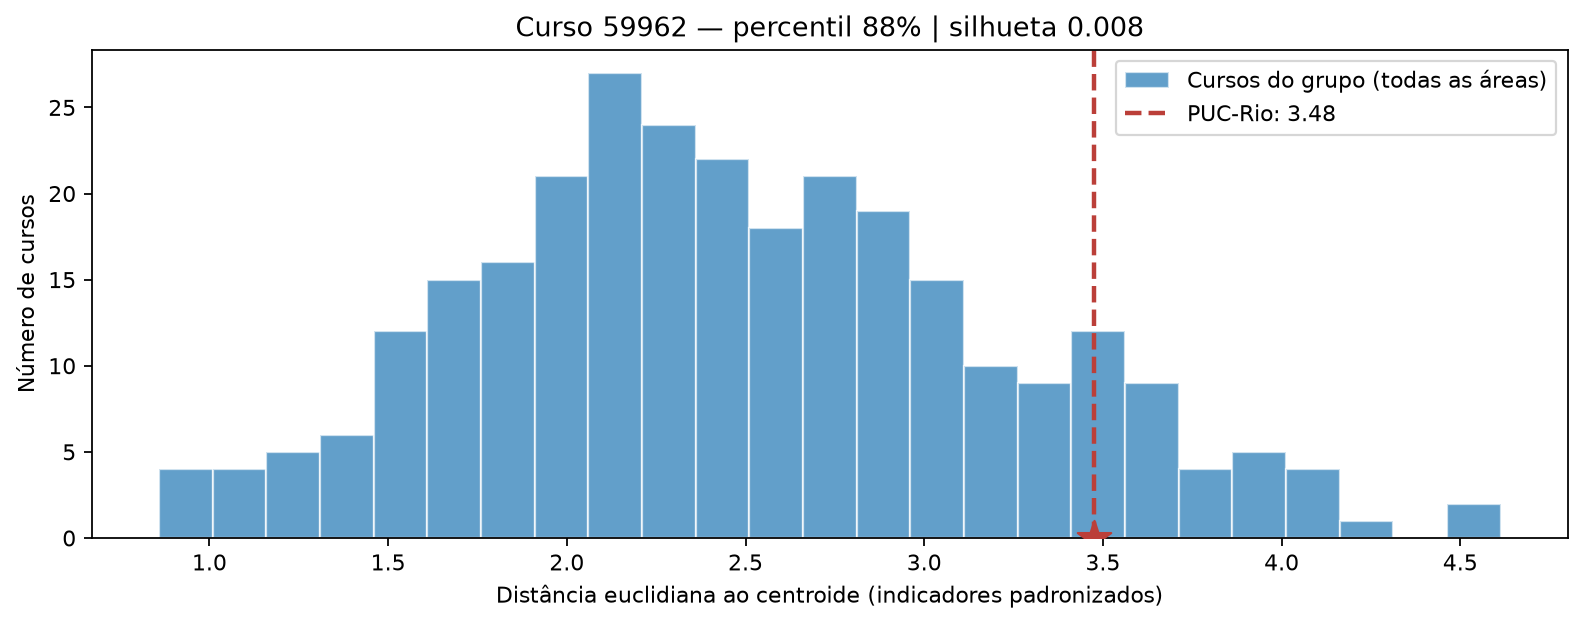 Curso 59962 — percentil 88% | silhueta 0.008
Cursos do grupo (todas as áreas)
PUC-Rio: 3.48
Número de cursos
25
20
15
10
5
0
1.0 1.5 2.0 2.5 3.0 3.5 4.0 4.5
Distância euclidiana ao centroide (indicadores padronizados)